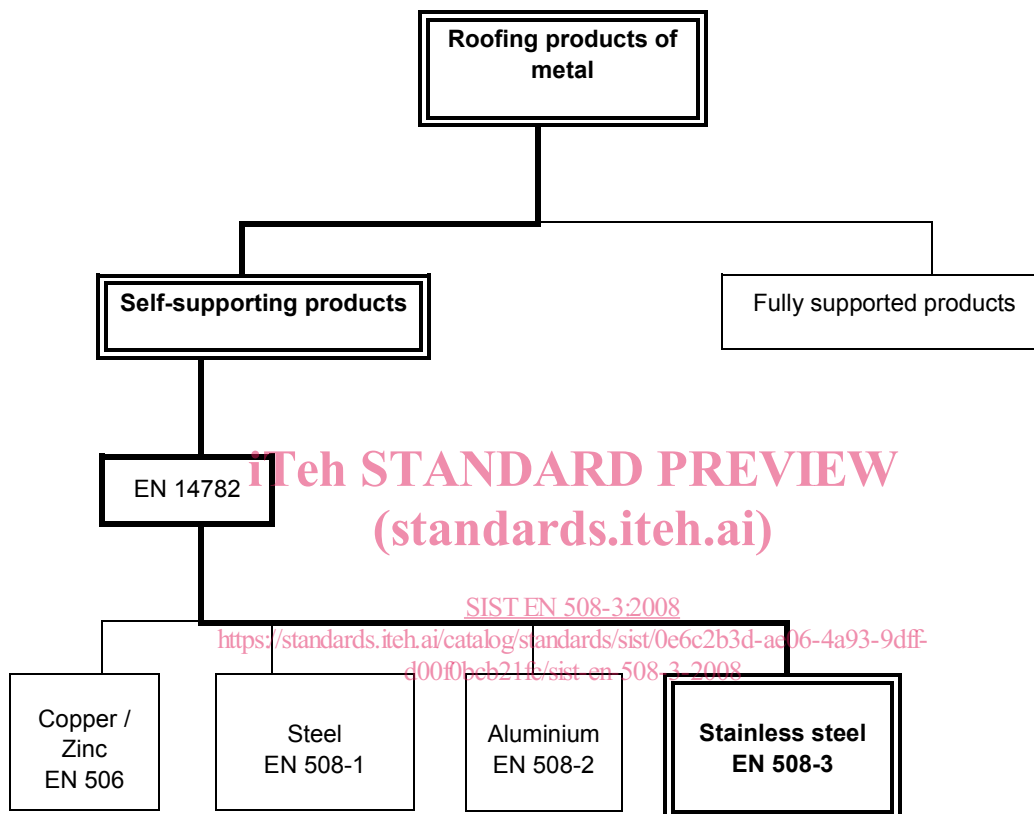 Roofing products of
metal
Self-supporting products
Fully supported products
EN 14782
iTeh STANDARD PREVIEW
(standards.iteh.ai)
SIST EN 508-3:2008
https://standards.iteh.ai/catalog/standards/sist/0e6c2b3d-ae06-4a93-9dff-
d00f0bcb21fc/sist-en-508-3-2008
Copper /
Zinc
EN 506
Steel
EN 508-1
Aluminium
EN 508-2
Stainless steel
EN 508-3